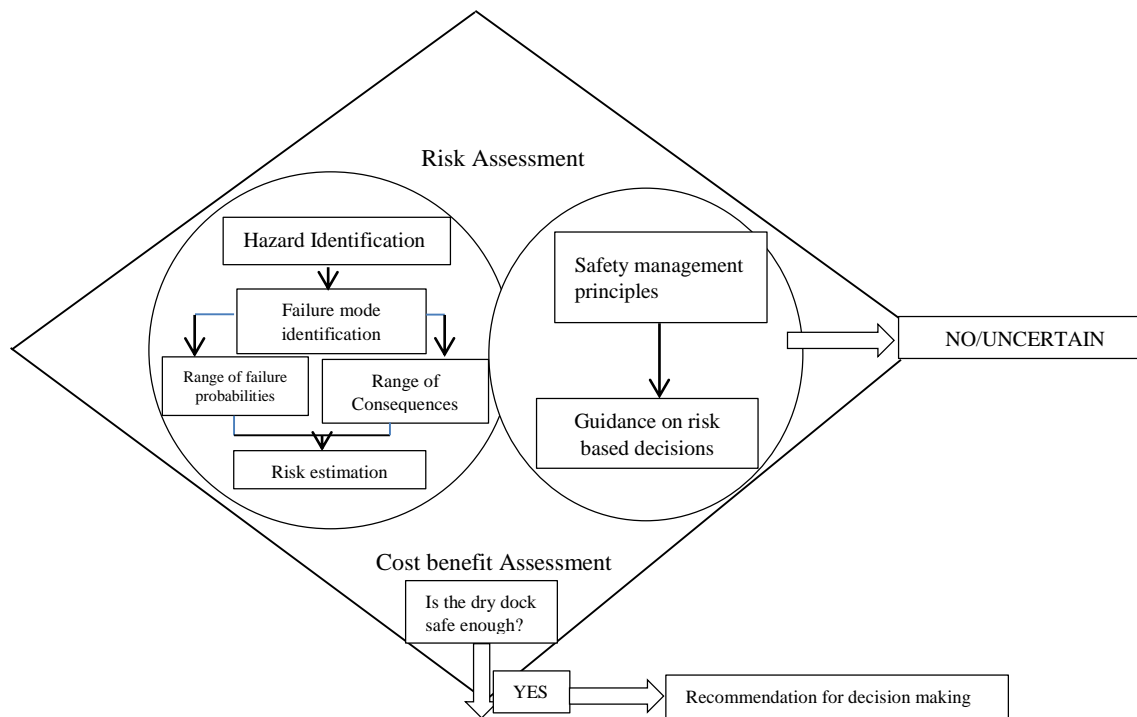 Risk Assessment
Hazard Identification
Failure mode
identification
Range of failure
probabilities
Range of
Consequences
Risk estimation
Safety management
principles
Guidance on risk
based decisions
NO/UNCERTAIN
Cost benefit Assessment
Is the dry dock
safe enough?
YES
Recommendation for decision making